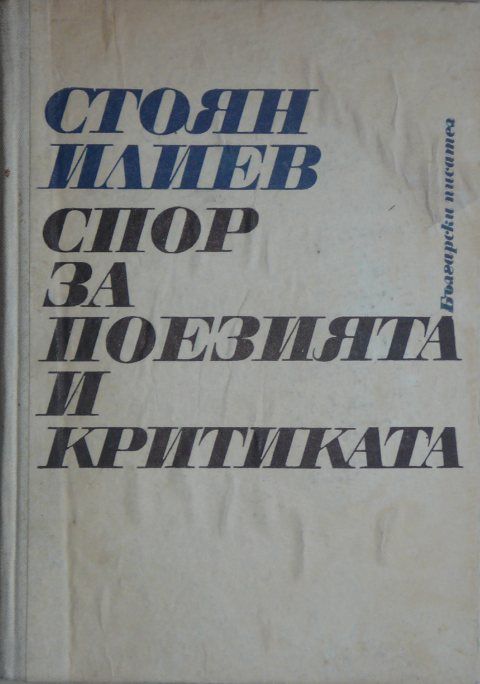 СТОЯН
ИЛИЕВ
СПОР
ЗА
ПОЕЗИЯТА
И
КРИТИКАТА
Български писател